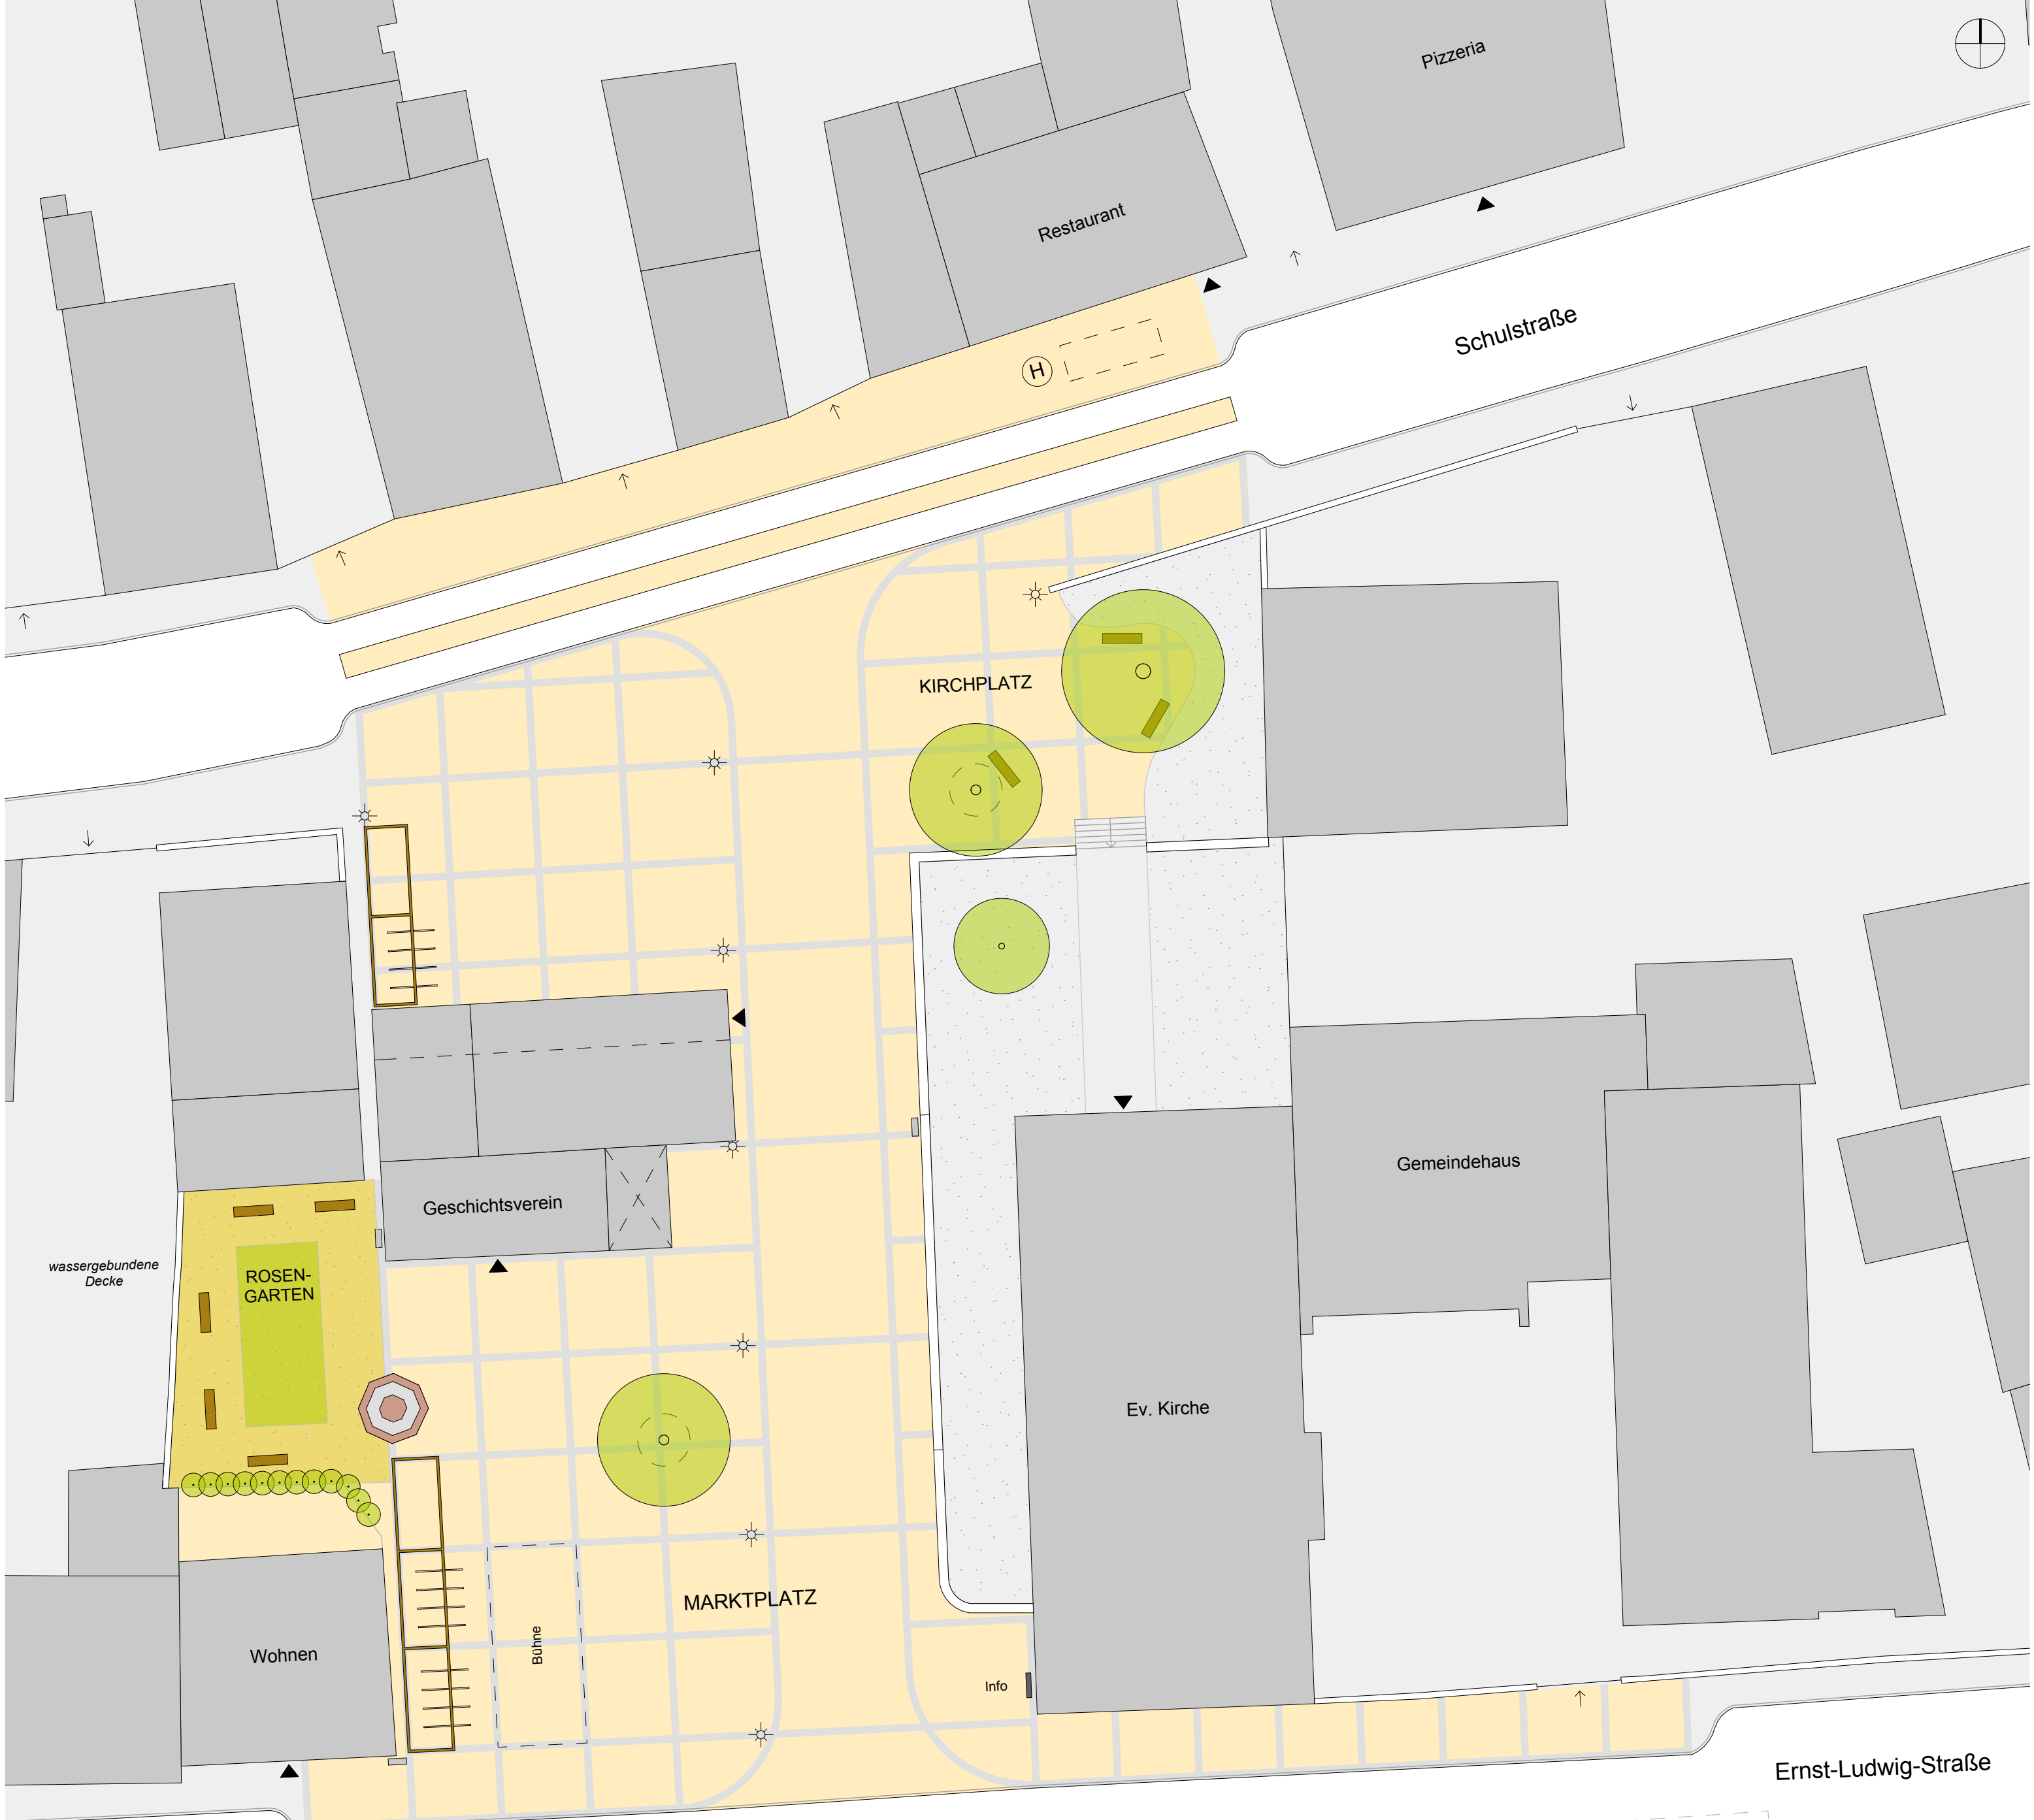 Pizzeria
Restaurant
H
Schulstraße
KIRCHPLATZ
Geschichtsverein
Gemeindehaus
wassergebundene
Decke
ROSEN-
GARTEN
Ev. Kirche
MARKTPLATZ
Bühne
Wohnen
Info
Ernst-Ludwig-Straße